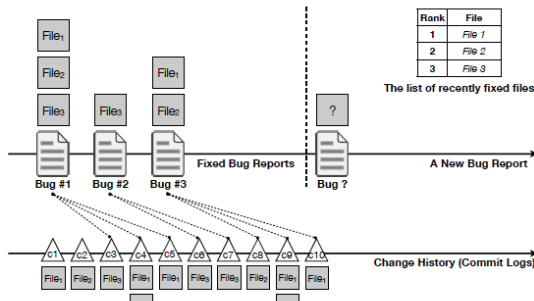 Rank File
1 File 1
2 File 2
3 File 3
The list of recently fixed files
File1
File2
File3
File3
File1
File2
?
Fixed Bug Reports
A New Bug Report
Bug #1 Bug #2 Bug #3 Bug ?
c1 c2 c3 c4 c5 c6 c7 c8 c9 c10
Change History (Commit Logs)
File1 File2 File3 File1 File1 File3 File3 File2 File1 File1